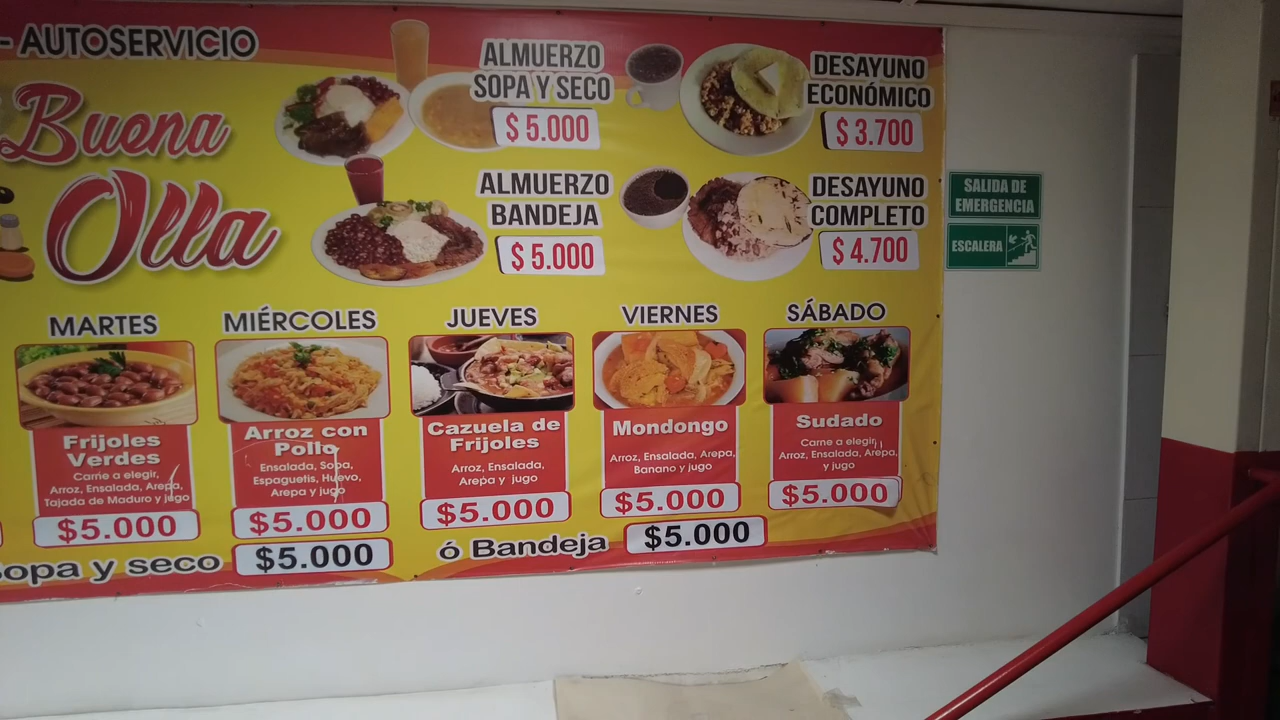 - AUTOSERVICIO
Buena
Olla
ALMUERZO
SOPA Y SECO
$ 5.000
ALMUERZO
BANDEJA
$ 5.000
DESAYUNO
ECONÓMICO
$ 3.700
DESAYUNO
COMPLETO
$ 4.700
SALIDA DE
EMERGENCIA
ESCALERA
MARTES
Frijoles
Verdes
Carne a elegir,
Arroz, Ensalada, Arepa,
Tajada de Maduro y jugo
$5.000
MIÉRCOLES
Arroz con
Pollo
Ensalada, Sopa,
Espaguetis, Huevo,
Arepa y jugo
$5.000
JUEVES
Cazuela de
Frijoles
Arroz, Ensalada,
Arepa y jugo
$5.000
VIERNES
Mondongo
Arroz, Ensalada, Arepa,
Banano y jugo
$5.000
SÁBADO
Sudado
Carne a elegir,
Arroz, Ensalada, Arepa,
y jugo
$5.000
Sopa y seco $5.000 ó Bandeja $5.000